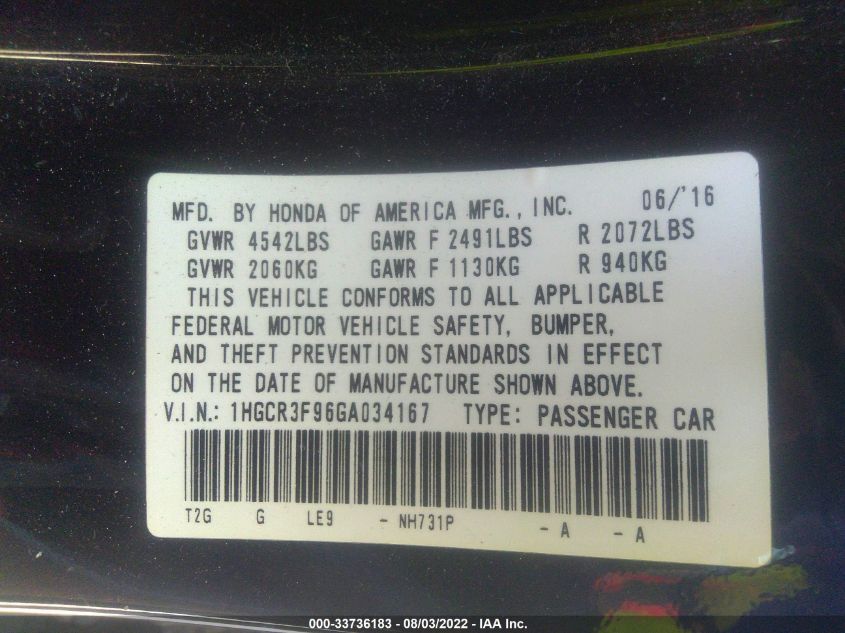 MFD. BY HONDA OF AMERICA MFG., INC. 06/'16
GVWR 4542LBS GAWR F 2491LBS R 2072LBS
GVWR 2060KG GAWR F 1130KG R 940KG
THIS VEHICLE CONFORMS TO ALL APPLICABLE
FEDERAL MOTOR VEHICLE SAFETY, BUMPER,
AND THEFT PREVENTION STANDARDS IN EFFECT
ON THE DATE OF MANUFACTURE SHOWN ABOVE.
V.I.N.: 1HGCR3F96GA034167 TYPE: PASSENGER CAR
T2G G LE9 - NH731P - A - A
000-33736183 - 08/03/2022 - IAA Inc.